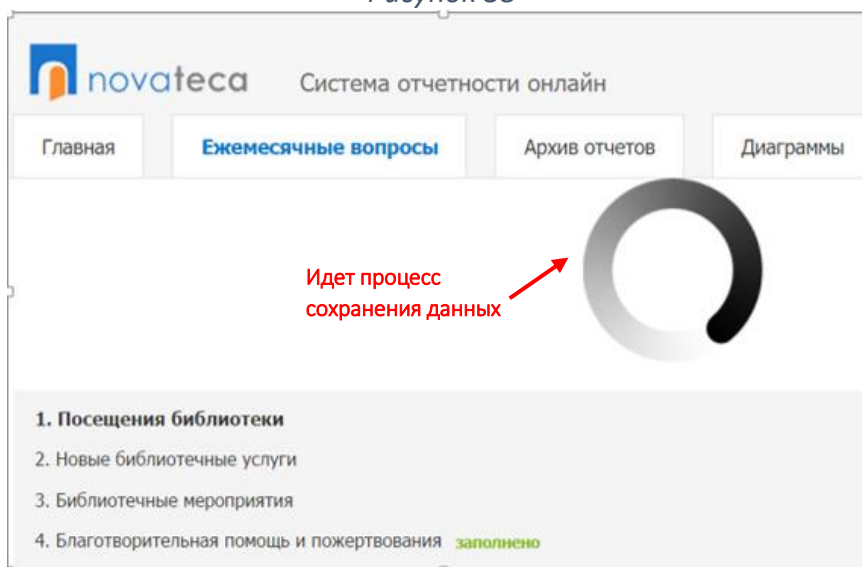 novateca Система отчетности онлайн
Главная Ежемесячные вопросы Архив отчетов Диаграммы
Идет процесс
сохранения данных
1. Посещения библиотеки
2. Новые библиотечные услуги
3. Библиотечные мероприятия
4. Благотворительная помощь и пожертвования заполнено